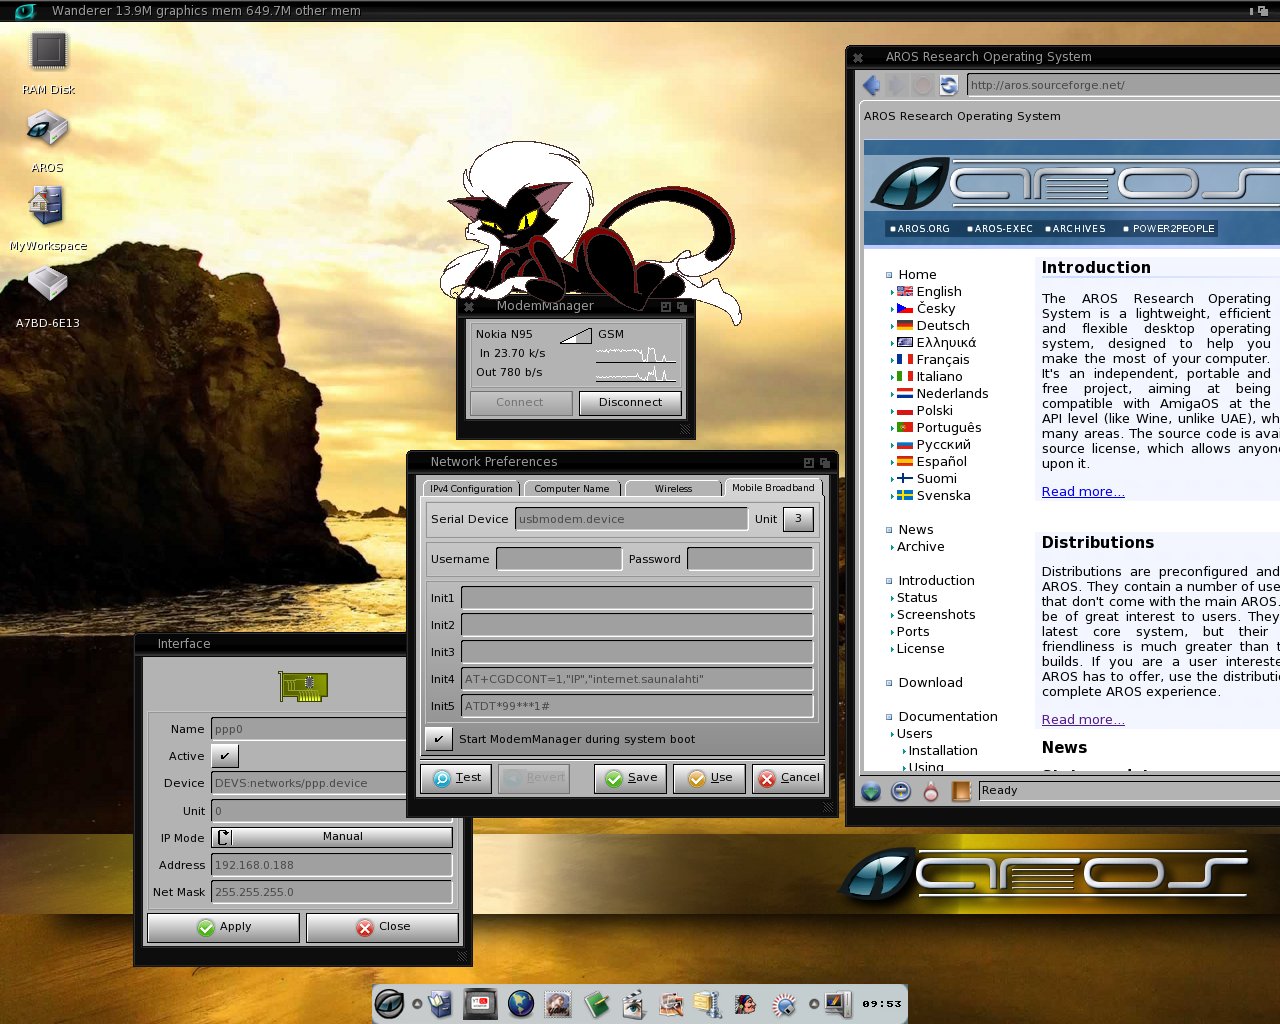 Wanderer 13.9M graphics mem 649.7M other mem
RAM Disk
AROS
MyWorkspace
A7BD-6E13
ModemManager
Nokia N95 GSM
In 23.70 k/s
Out 780 b/s
Connect Disconnect
Network Preferences
IPv4 Configuration Computer Name Wireless Mobile Broadband
Serial Device usbmodem.device Unit 3
Username Password
Init1
Init2
Init3
Init4 AT+CGDCONT=1,"IP","internet.saunalahti"
Init5 ATDT*99***1#
Start ModemManager during system boot
Test Revert Save Use Cancel
Interface
Name ppp0
Active
Device DEVS:networks/ppp.device
Unit 0
IP Mode Manual
Address 192.168.0.188
Net Mask 255.255.255.0
Apply Close
AROS Research Operating System
http://aros.sourceforge.net/
AROS Research Operating System
AROS
AROS.ORG AROS-EXEC ARCHIVES POWER2PEOPLE
Home
English
Česky
Deutsch
Ελληνικά
Français
Italiano
Nederlands
Polski
Português
Русский
Español
Suomi
Svenska
News
Archive
Introduction
Status
Screenshots
Ports
License
Download
Documentation
Users
Installation
Using
Introduction
The AROS Research Operating
System is a lightweight, efficient
and flexible desktop operating
system, designed to help you
make the most of your computer.
It's an independent, portable and
free project, aiming at being
compatible with AmigaOS at the
API level (like Wine, unlike UAE), wh
many areas. The source code is avai
source license, which allows anyone
upon it.
Read more...
Distributions
Distributions are preconfigured and
AROS. They contain a number of use
that don't come with the main AROS.
be of great interest to users. They
latest core system, but their
friendliness is much greater than t
builds. If you are a user intereste
AROS has to offer, use the distributio
complete AROS experience.
Read more...
News
Ready
AROS
09:53